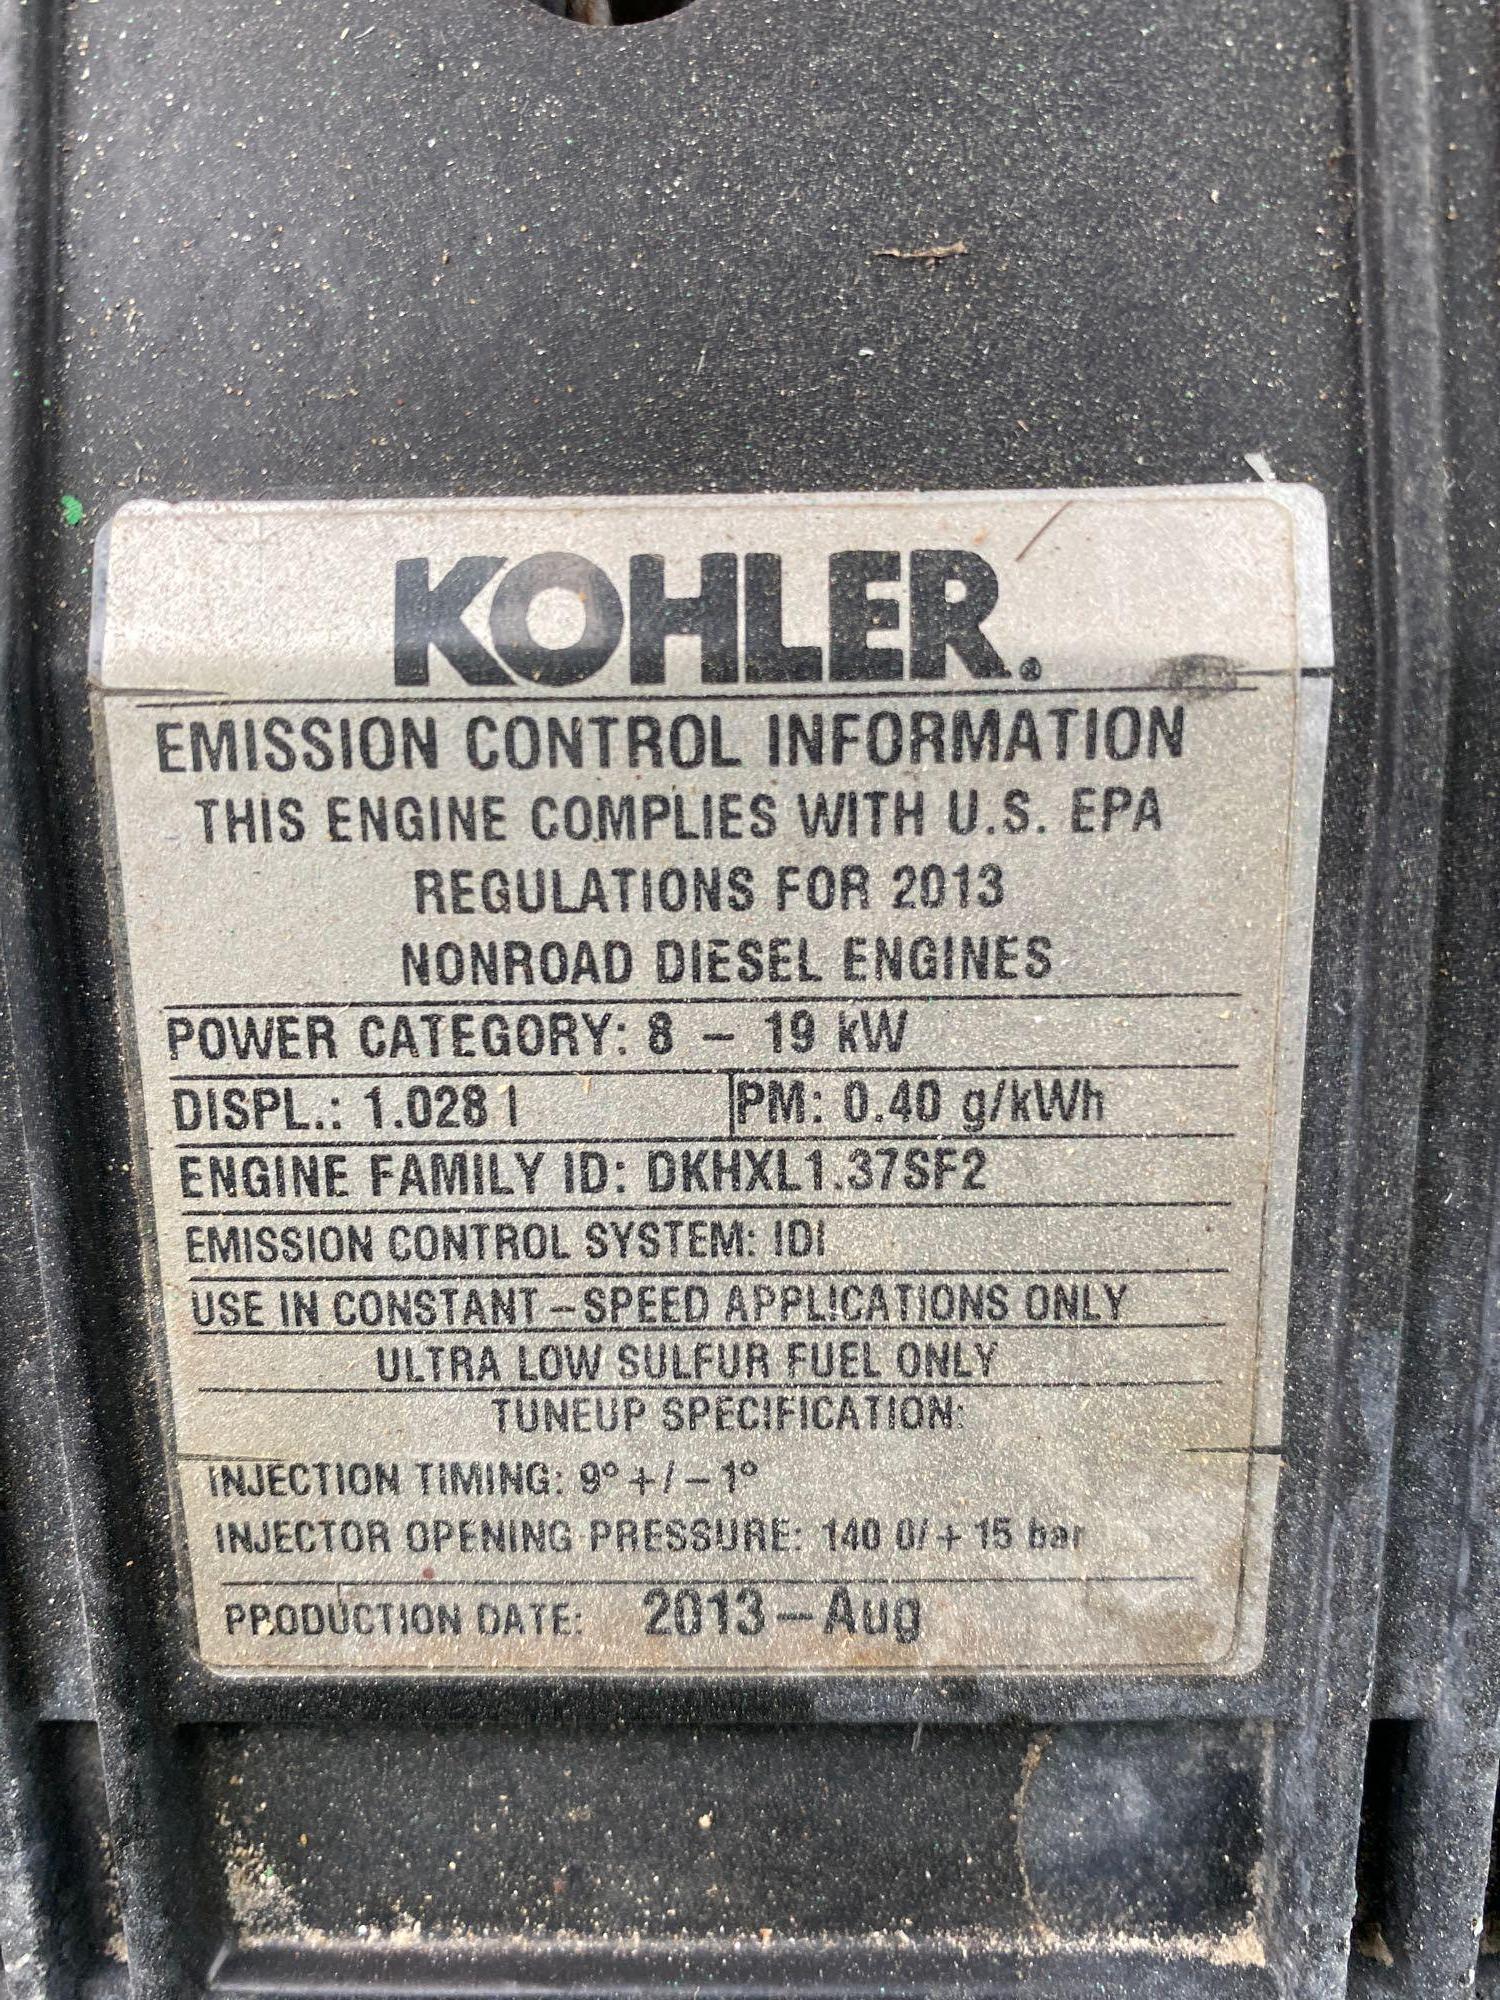 KOHLER®
EMISSION CONTROL INFORMATION
THIS ENGINE COMPLIES WITH U.S. EPA
REGULATIONS FOR 2013
NONROAD DIESEL ENGINES
POWER CATEGORY: 8 – 19 kW
DISPL.: 1.028 l PM: 0.40 g/kWh
ENGINE FAMILY ID: DKHXL1.37SF2
EMISSION CONTROL SYSTEM: IDI
USE IN CONSTANT–SPEED APPLICATIONS ONLY
ULTRA LOW SULFUR FUEL ONLY
TUNEUP SPECIFICATION:
INJECTION TIMING: 9° +/– 1°
INJECTOR OPENING PRESSURE: 140 0/+ 15 bar
PRODUCTION DATE: 2013–Aug